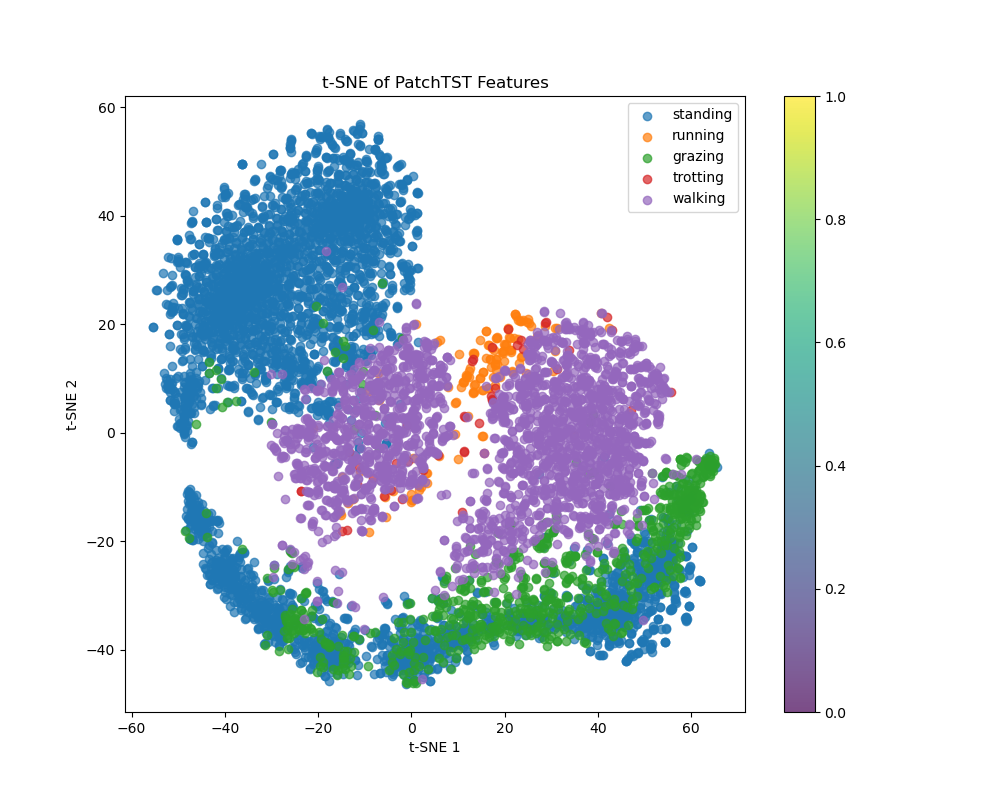 t-SNE of PatchTST Features
60
40
20
0
−20
−40
t-SNE 2
−60
−40
−20
0
20
40
60
t-SNE 1
standing
running
grazing
trotting
walking
1.0
0.8
0.6
0.4
0.2
0.0